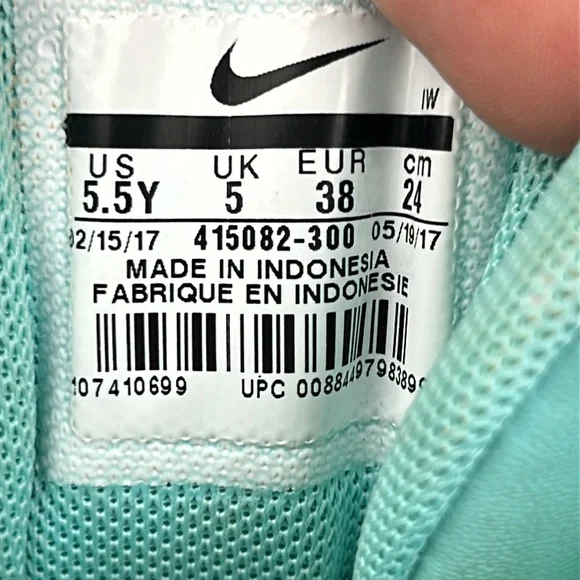 IW
US UK EUR cm
5.5Y 5 38 24
02/15/17 415082-300 05/19/17
MADE IN INDONESIA
FABRIQUE EN INDONESIE
107410699 UPC 00884497983899